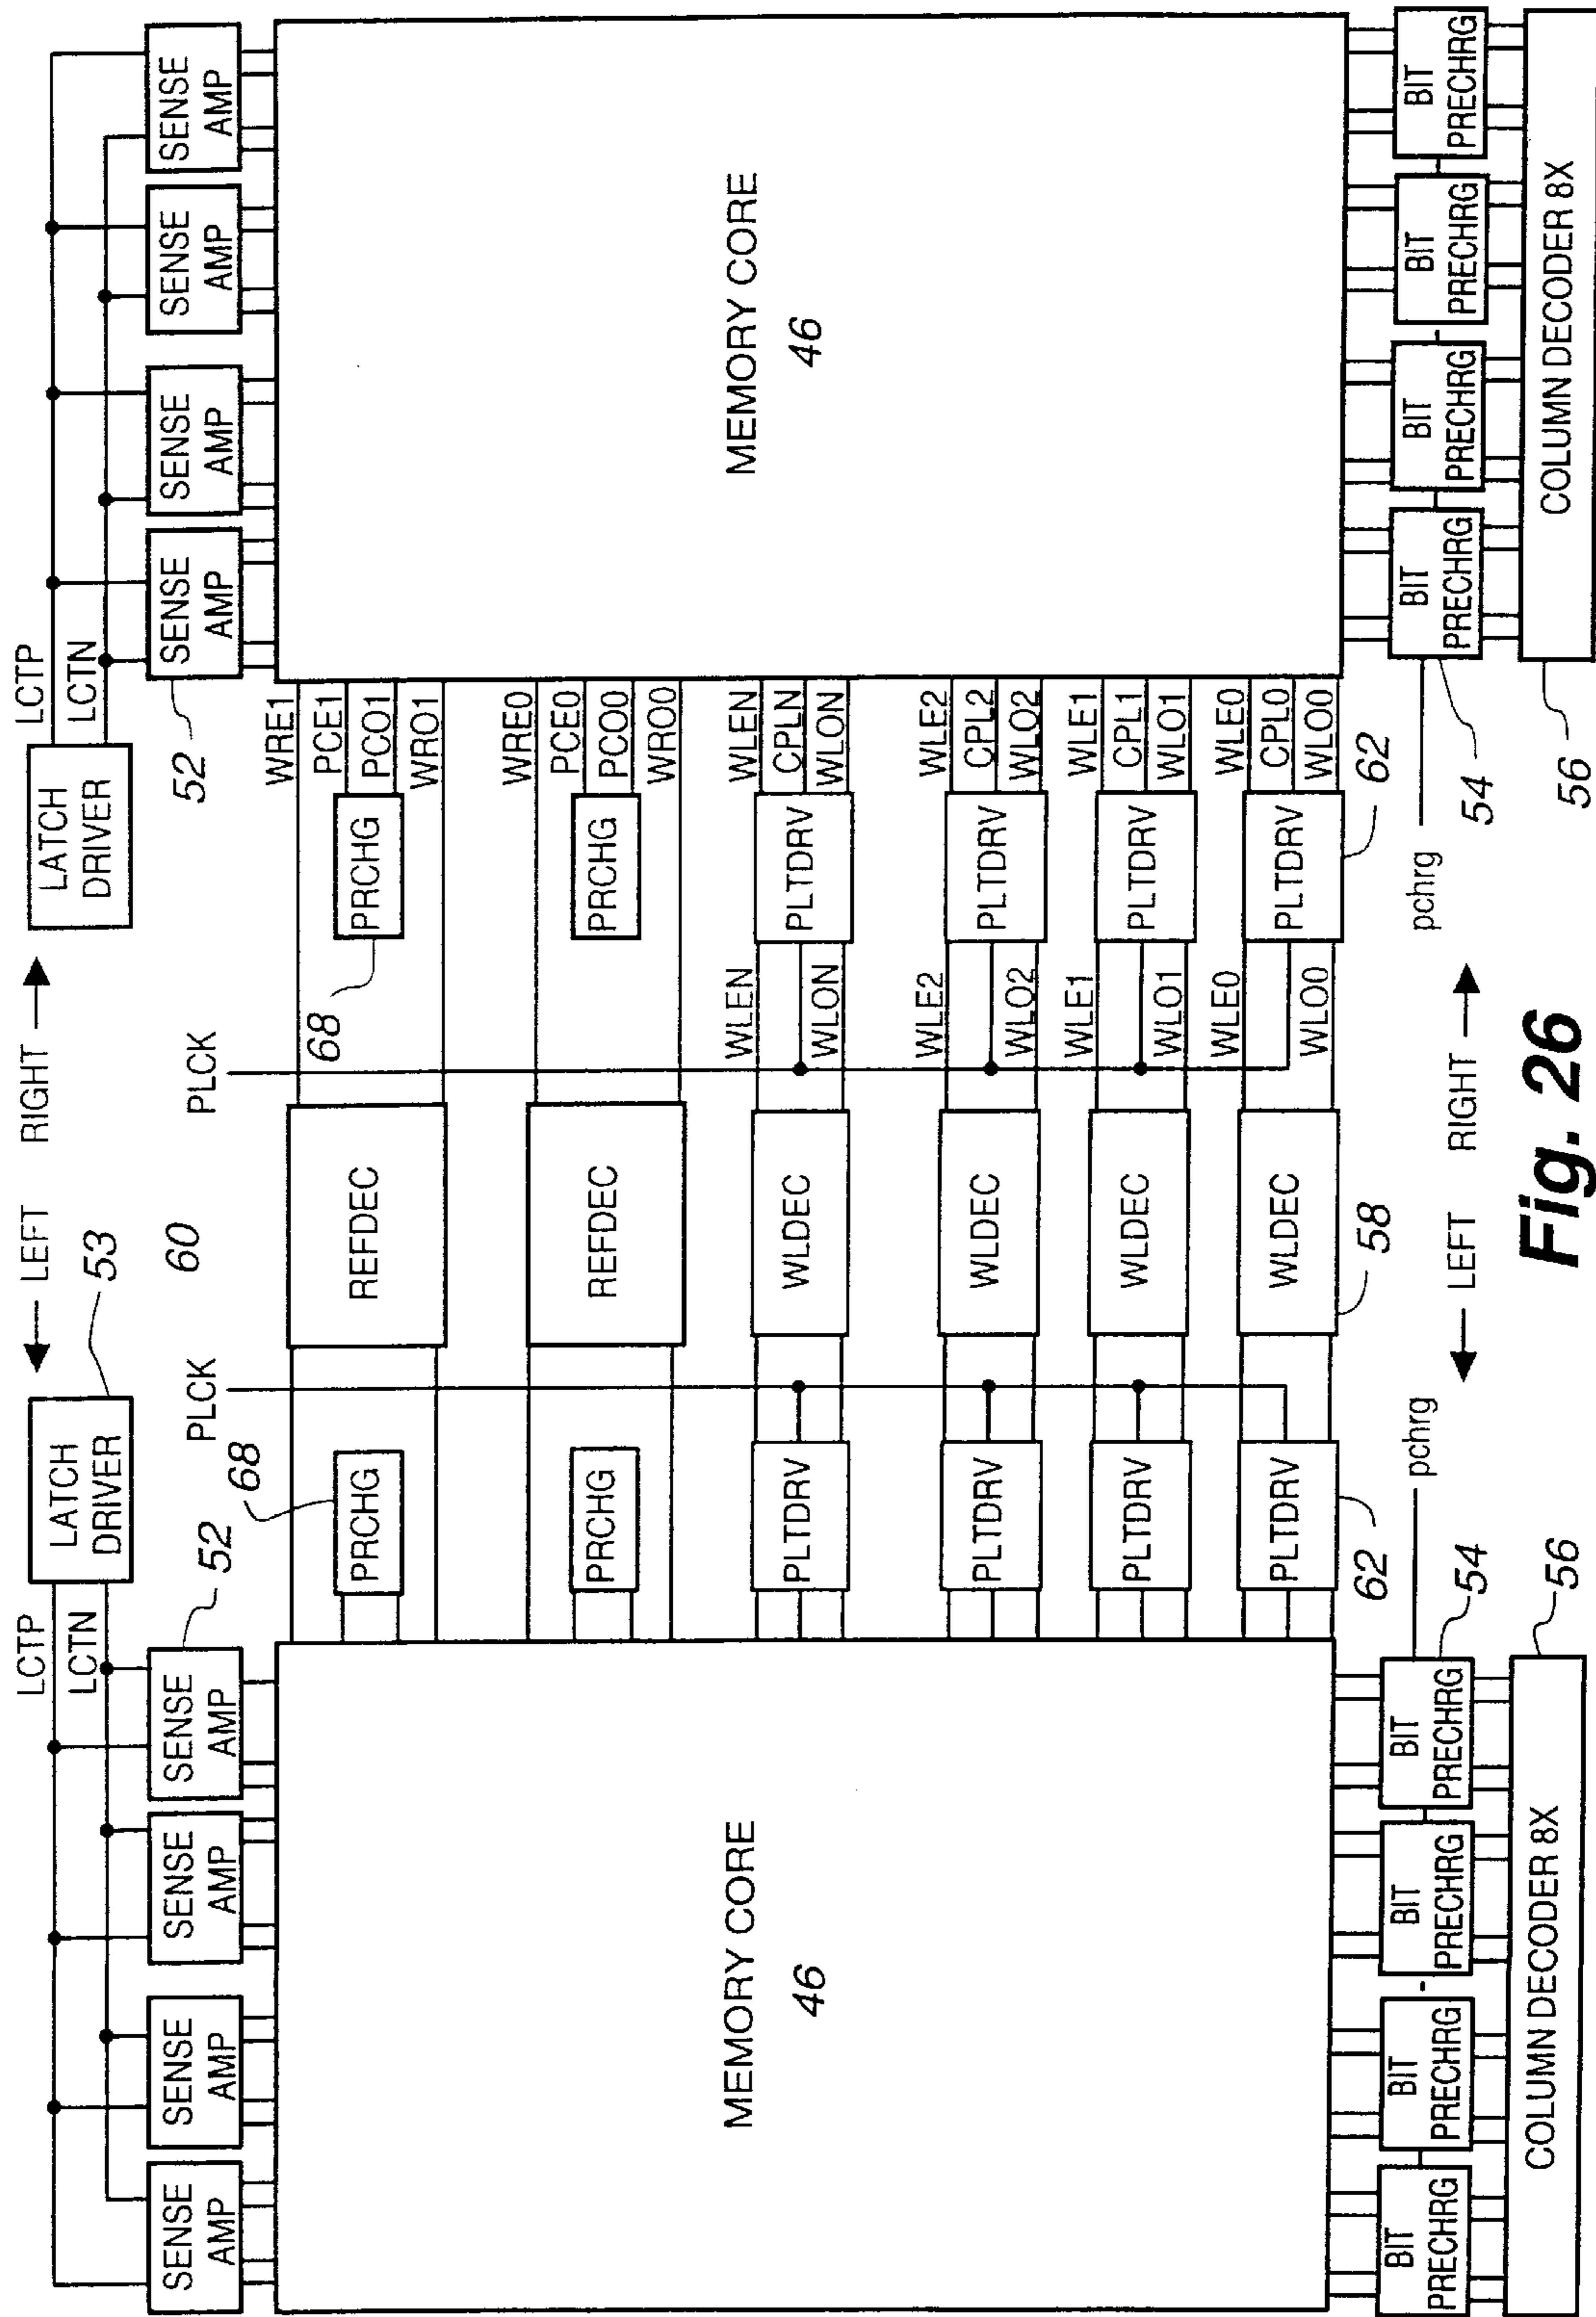 LEFT RIGHT
LCTP
LCTN
LATCH
DRIVER
53
LATCH
DRIVER
LCTP
LCTN
SENSE
AMP
SENSE
AMP
SENSE
AMP
SENSE
AMP
52
SENSE
AMP
SENSE
AMP
SENSE
AMP
SENSE
AMP
52
60
PLCK
PLCK
MEMORY CORE
46
MEMORY CORE
46
68
PRCHG
REFDEC
68
PRCHG
WRE1
PCE1
PCO1
WRO1
PRCHG
REFDEC
PRCHG
WRE0
PCE0
PCO0
WRO0
PLTDRV
WLDEC
WLEN
WLON
PLTDRV
WLEN
CPLN
WLON
PLTDRV
WLDEC
WLE2
WLO2
PLTDRV
WLE2
CPL2
WLO2
PLTDRV
WLDEC
WLE1
WLO1
PLTDRV
WLE1
CPL1
WLO1
PLTDRV
WLDEC
WLE0
WLO0
PLTDRV
WLE0
CPL0
WLO0
62
58
62
BIT
PRECHRG
BIT
PRECHRG
BIT
PRECHRG
BIT
PRECHRG
54
pchrg
LEFT RIGHT
pchrg
54
BIT
PRECHRG
BIT
PRECHRG
BIT
PRECHRG
BIT
PRECHRG
COLUMN DECODER 8X
56
56
COLUMN DECODER 8X
Fig. 26